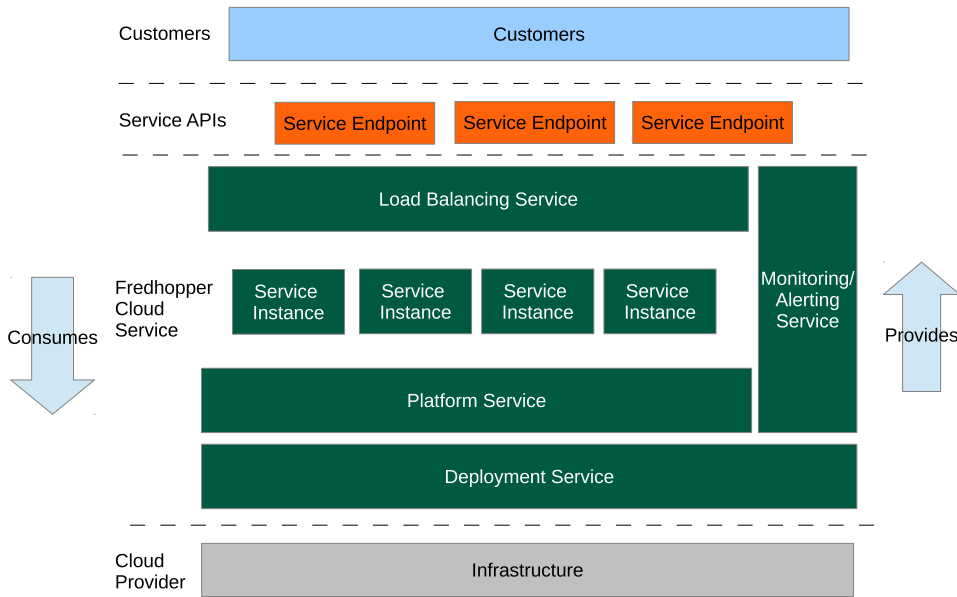 Customers
Customers
Service APIs
Service Endpoint
Service Endpoint
Service Endpoint
Load Balancing Service
Monitoring/
Alerting
Service
Fredhopper
Cloud
Service
Service
Instance
Service
Instance
Service
Instance
Service
Instance
Consumes
Provides
Platform Service
Deployment Service
Cloud
Provider
Infrastructure